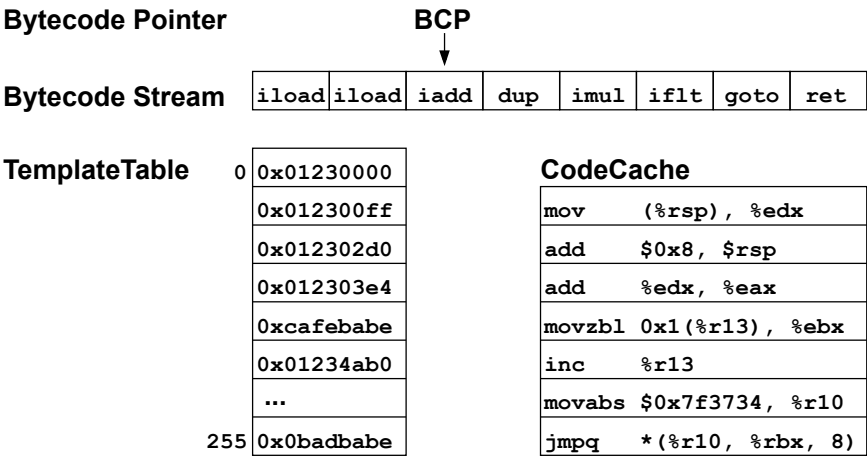 Bytecode Pointer BCP
Bytecode Stream iload iload iadd dup imul iflt goto ret
TemplateTable 0 0x01230000 CodeCache
0x012300ff mov (%rsp), %edx
0x012302d0 add $0x8, $rsp
0x012303e4 add %edx, %eax
0xcafebabe movzbl 0x1(%r13), %ebx
0x01234ab0 inc %r13
... movabs $0x7f3734, %r10
255 0x0badbabe jmpq *(%r10, %rbx, 8)